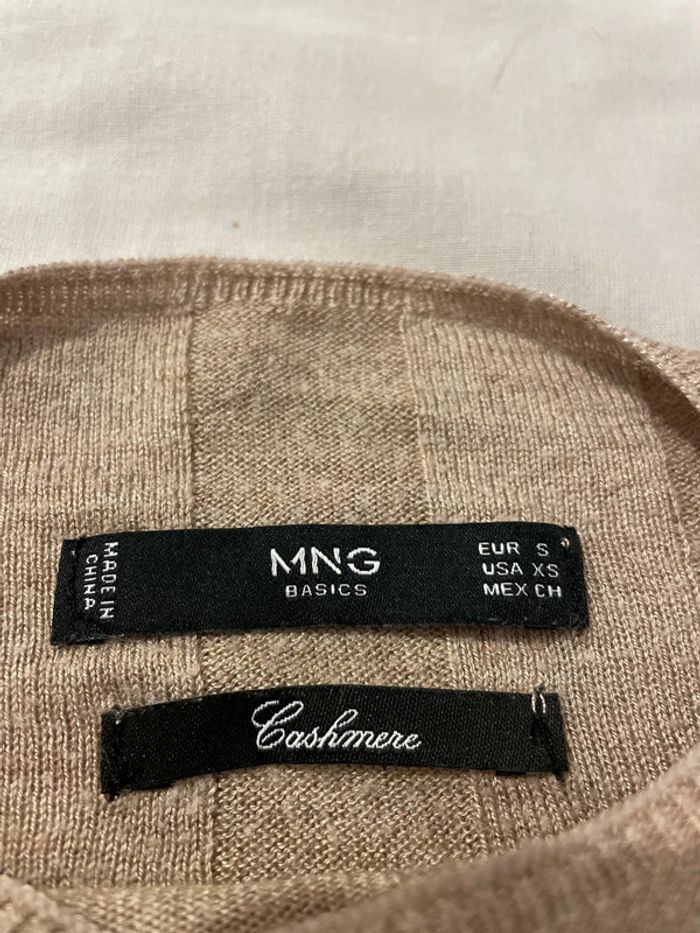 MADE IN
CHINA
MNG
BASICS
EUR S
USA XS
MEX CH
Cashmere